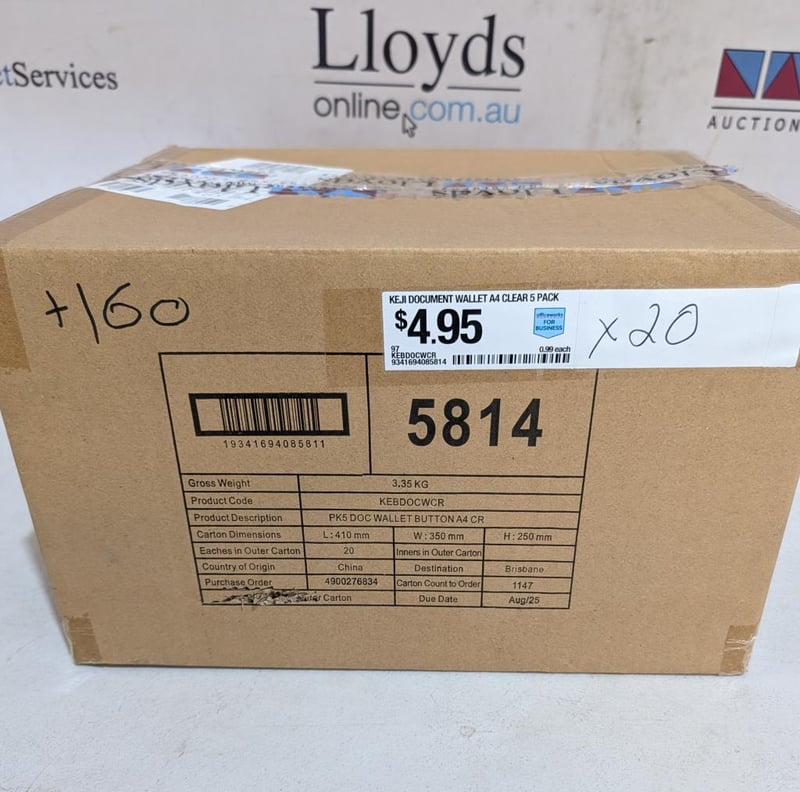 etServices
Lloyds
online.com.au
AUCTION
+160
KEJI DOCUMENT WALLET A4 CLEAR 5 PACK
$4.95
officeworks
FOR
BUSINESS
x20
97
0.99 each
KEBDOCWCR
9341694085814
19341694085811
5814
Gross Weight 3.35 KG
Product Code KEBDOCWCR
Product Description PK5 DOC WALLET BUTTON A4 CR
Carton Dimensions L: 410 mm W: 350 mm H: 250 mm
Eaches in Outer Carton 20 Inners in Outer Carton
Country of Origin China Destination Brisbane
Purchase Order 4900276834 Carton Count to Order 1147
Carton Due Date Aug/25